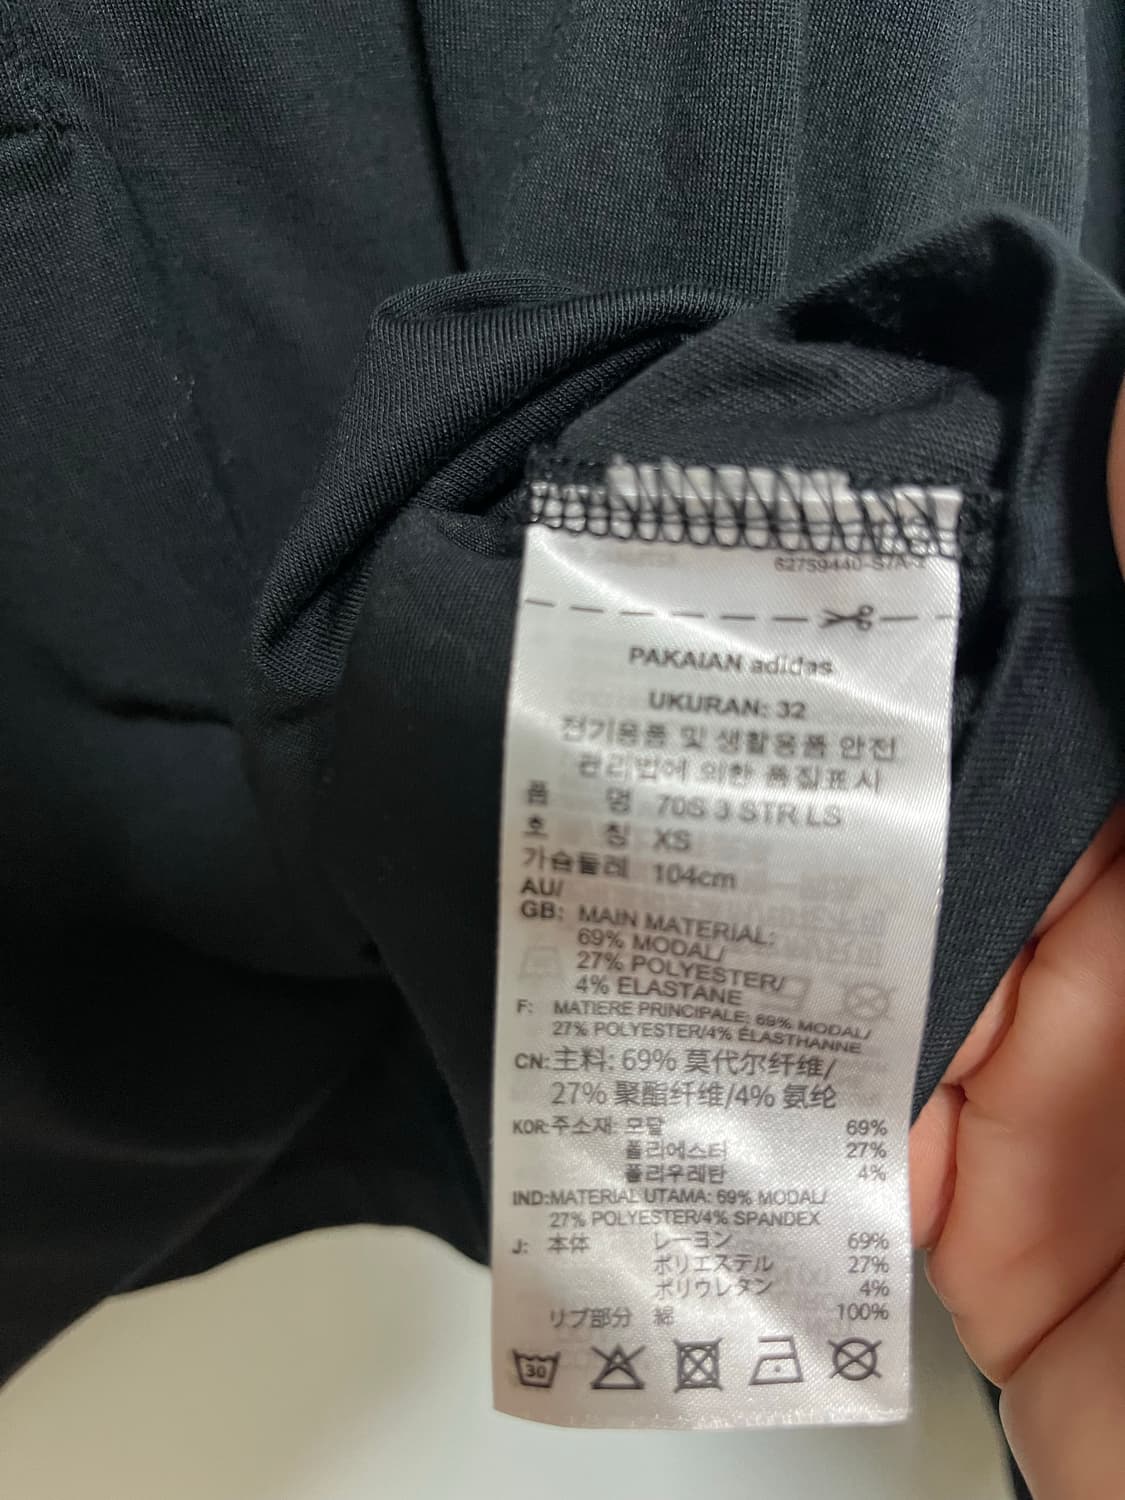 62759440-S7A-2
PAKAIAN adidas
UKURAN: 32
전기용품 및 생활용품 안전
관리법에 의한 품질표시
품 명 70S 3 STR LS
호 칭 XS
가슴둘레 104cm
AU/
GB: MAIN MATERIAL:
69% MODAL/
27% POLYESTER/
4% ELASTANE
F: MATIERE PRINCIPALE: 69% MODAL/
27% POLYESTER/4% ÉLASTHANNE
CN: 主料: 69% 莫代尔纤维/
27% 聚酯纤维/4% 氨纶
KOR: 주소재: 모달 69%
폴리에스터 27%
폴리우레탄 4%
IND: MATERIAL UTAMA: 69% MODAL/
27% POLYESTER/4% SPANDEX
J: 本体 レーヨン 69%
ポリエステル 27%
ポリウレタン 4%
リブ部分 綿 100%
30